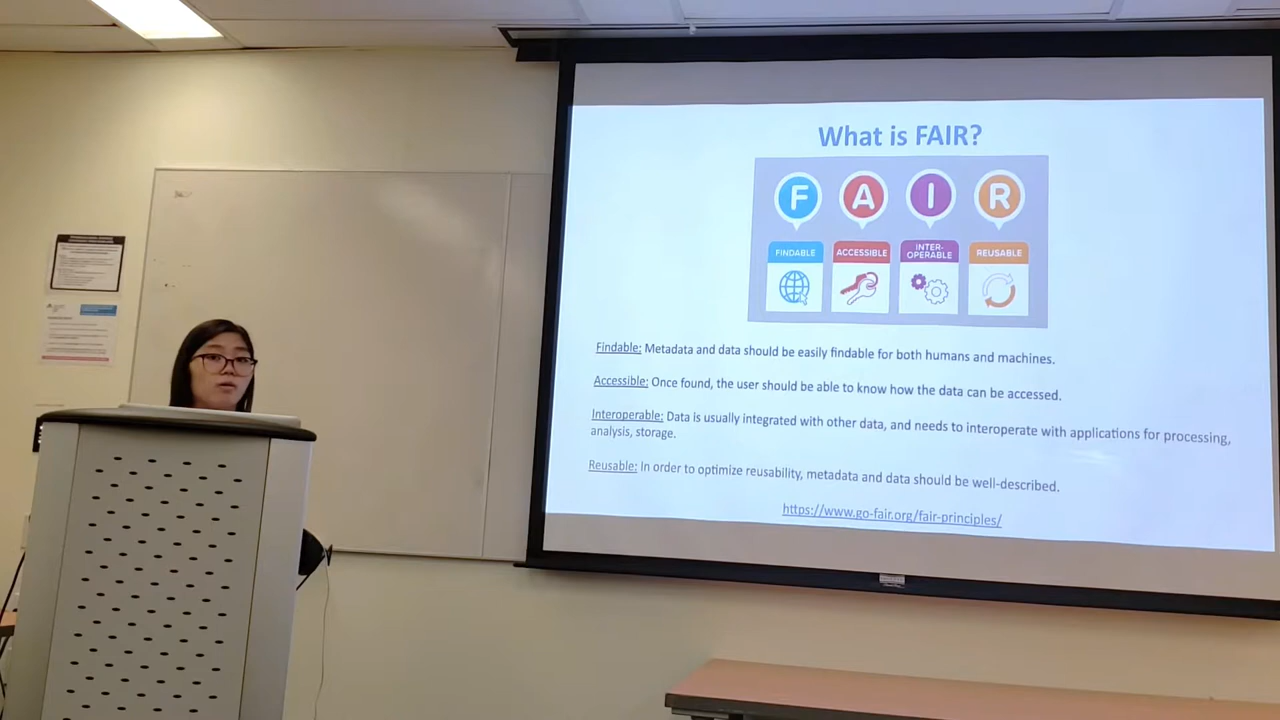 What is FAIR?
F A I R
FINDABLE ACCESSIBLE INTER-
OPERABLE REUSABLE
Findable: Metadata and data should be easily findable for both humans and machines.
Accessible: Once found, the user should be able to know how the data can be accessed.
Interoperable: Data is usually integrated with other data, and needs to interoperate with applications for processing,
analysis, storage.
Reusable: In order to optimize reusability, metadata and data should be well-described.
https://www.go-fair.org/fair-principles/